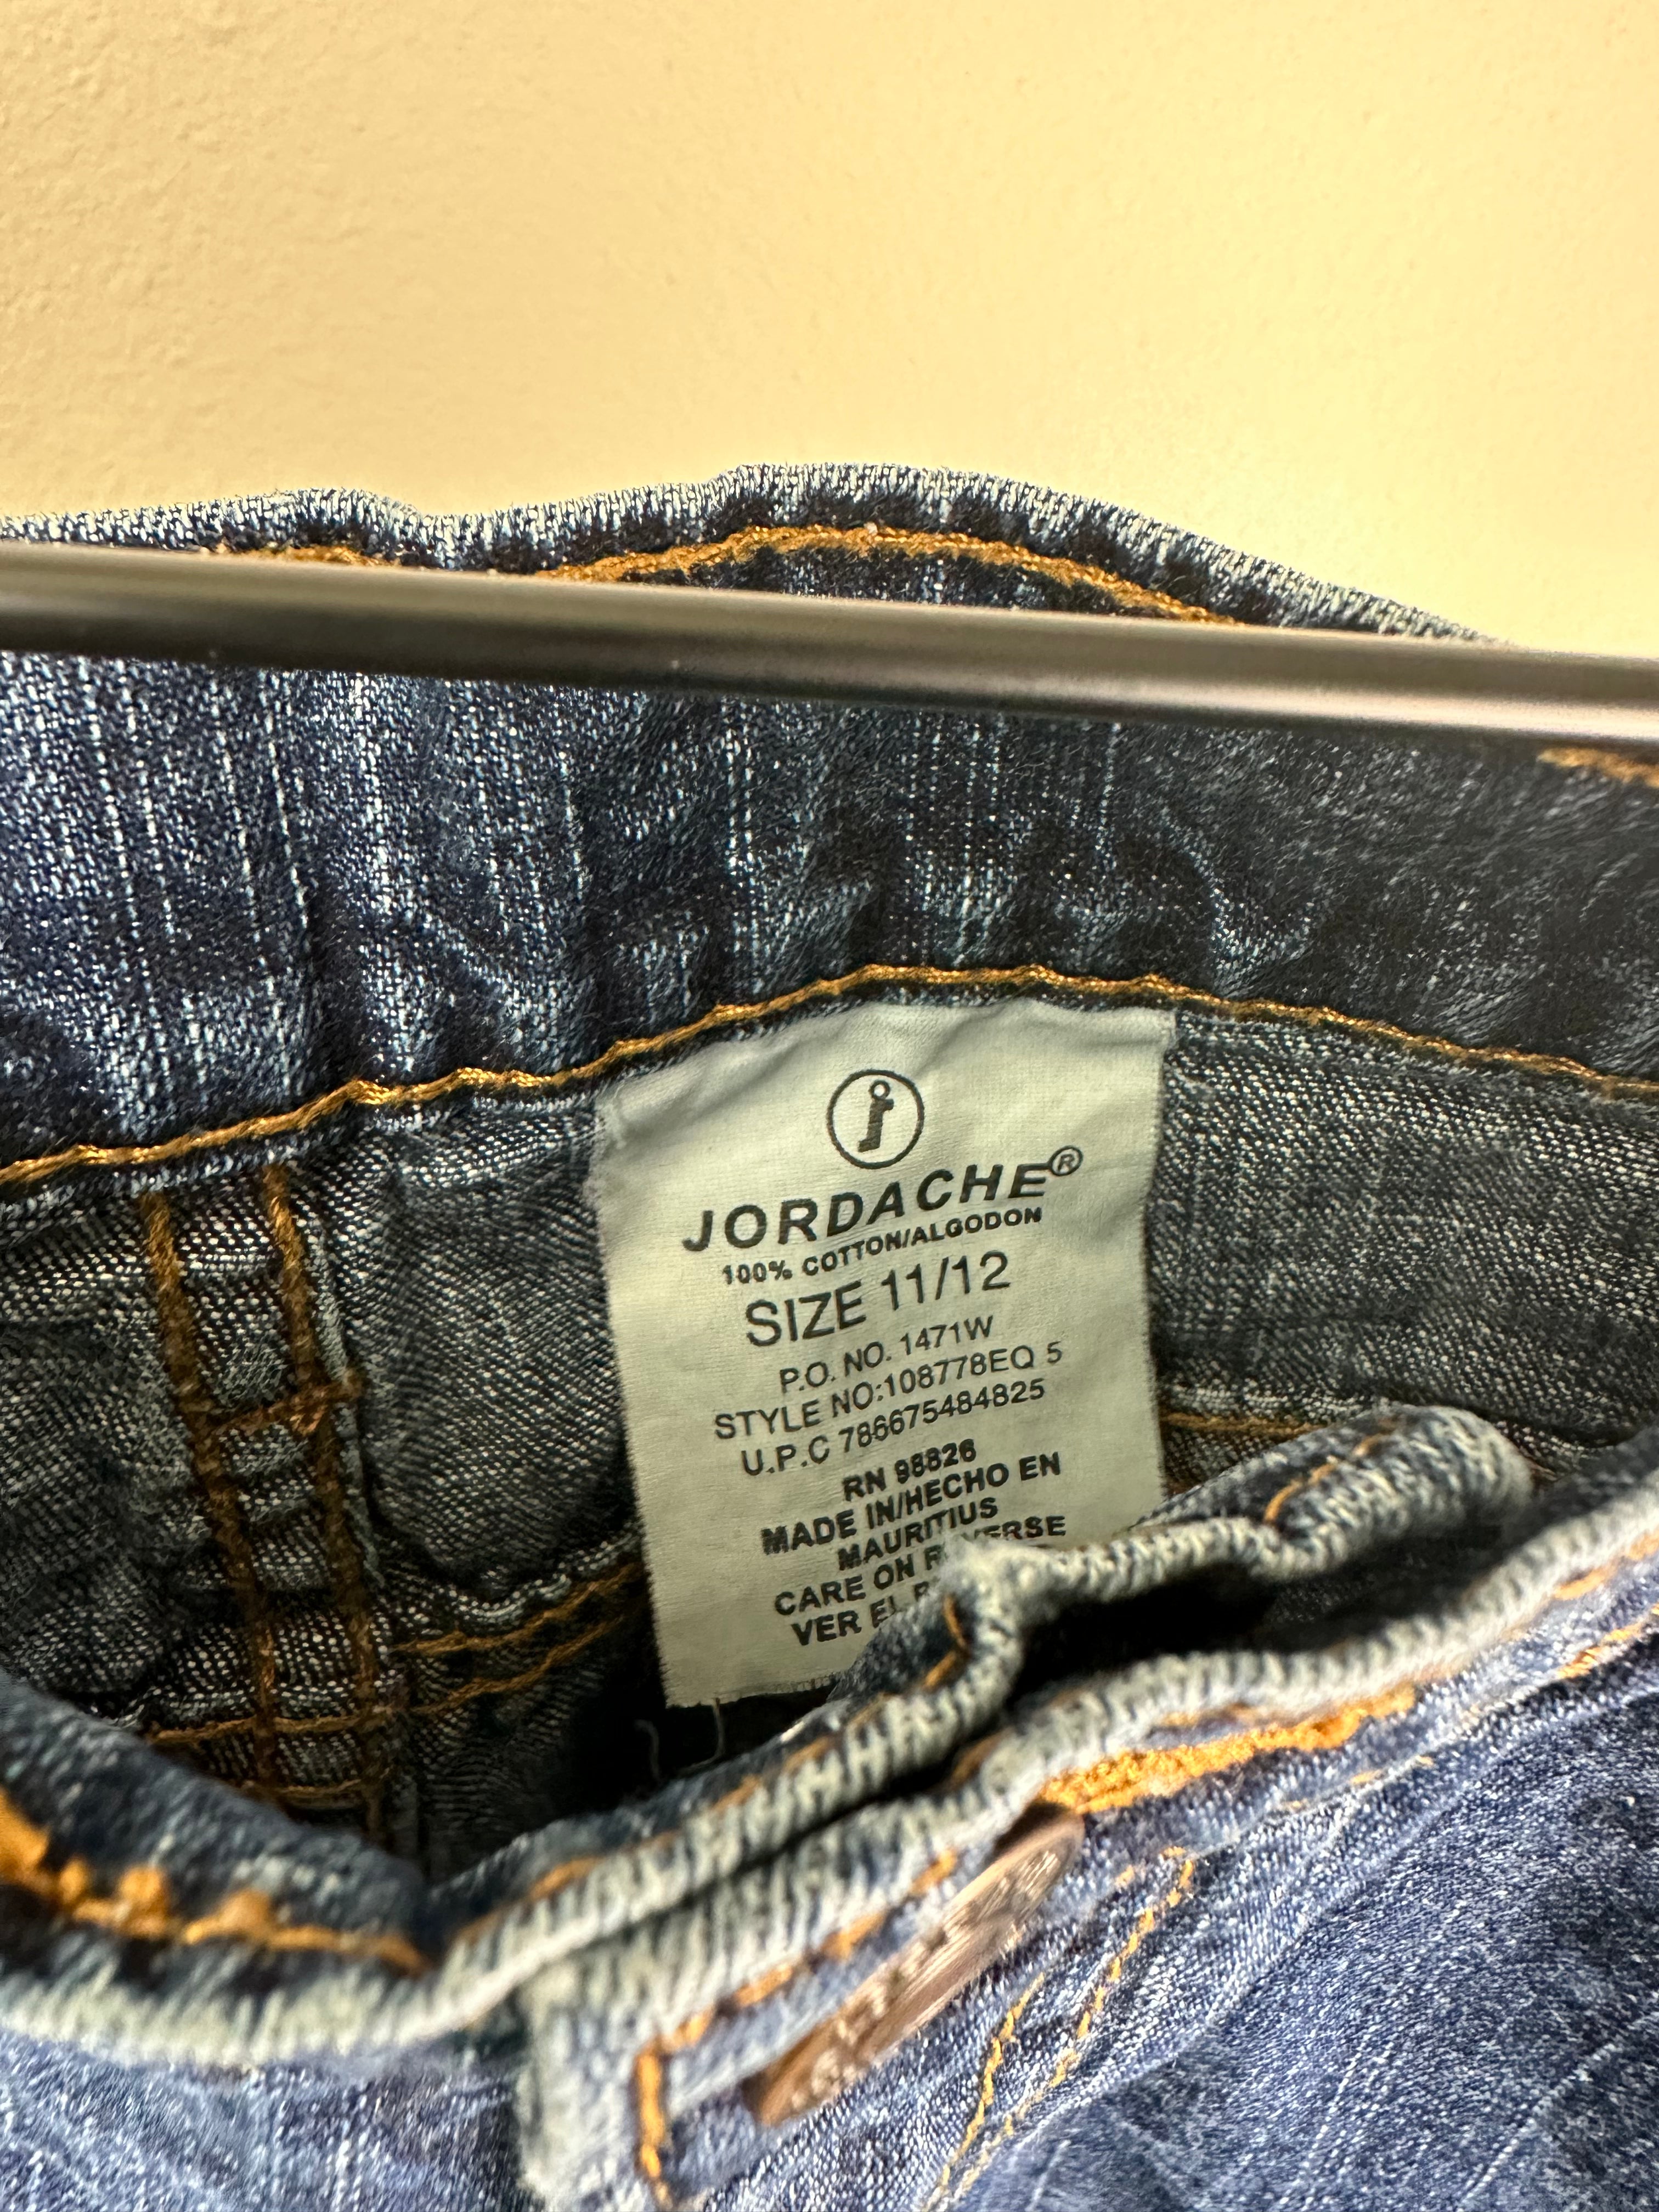 JORDACHE®
100% COTTON/ALGODON
SIZE 11/12
P.O. NO. 1471W
STYLE NO:108778EQ 5
U.P.C 786675484825
RN 98826
MADE IN/HECHO EN
MAURITIUS
CARE ON REVERSE
VER EL